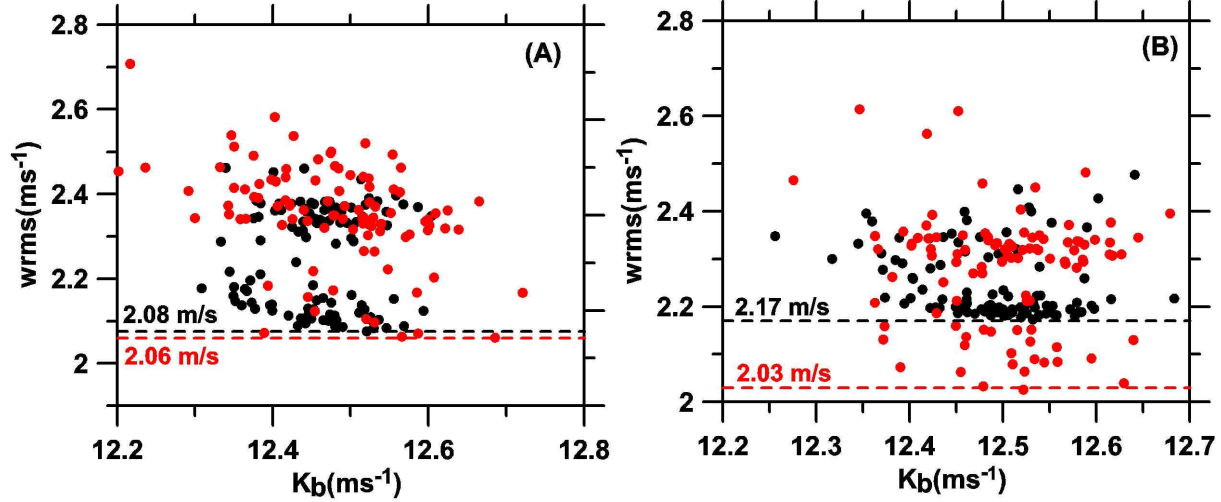 2.8
2.6
2.4
2.2
2
wrms(ms-1)
(A)
2.08 m/s
2.06 m/s
12.2
12.4
12.6
12.8
Kb(ms-1)
2.8
2.6
2.4
2.2
2
wrms(ms-1)
(B)
2.17 m/s
2.03 m/s
12.2
12.3
12.4
12.5
12.6
12.7
Kb(ms-1)